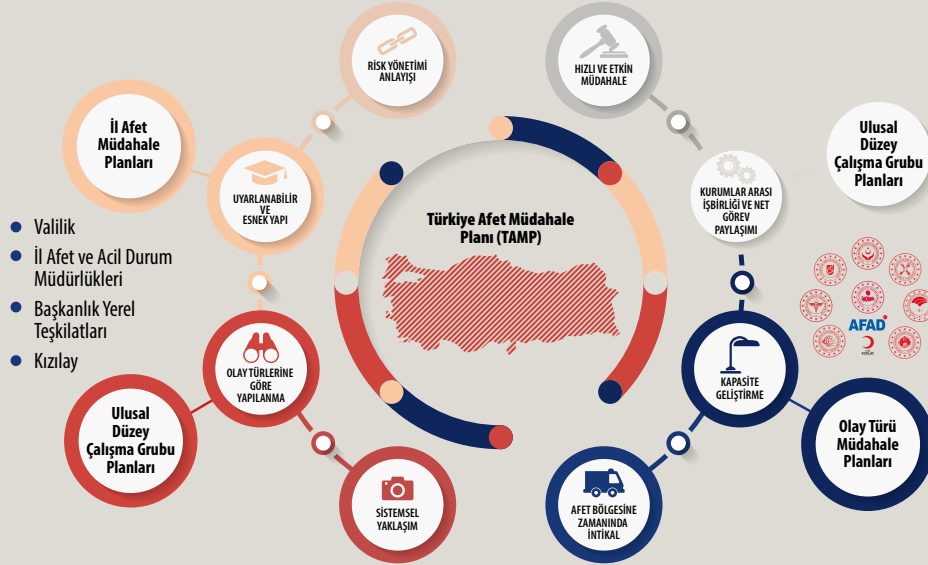 RİSK YÖNETİMİ
ANLAYIŞI
HIZLI VE ETKİN
MÜDAHALE
İl Afet
Müdahale
Planları
UYARLANABİLİR
VE
ESNEK YAPI
KURUMLAR ARASI
İŞBİRLİĞİ VE NET
GÖREV
PAYLAŞIMI
Ulusal
Düzey
Çalışma Grubu
Planları
Türkiye Afet Müdahale
Planı (TAMP)
Valilik
İl Afet ve Acil Durum
Müdürlükleri
Başkanlık Yerel
Teşkilatları
Kızılay
AFAD
KIZILAY
OLAY TÜRLERİNE
GÖRE
YAPILANMA
KAPASİTE
GELİŞTİRME
Ulusal
Düzey
Çalışma Grubu
Planları
Olay Türü
Müdahale
Planları
SİSTEMSEL
YAKLAŞIM
AFET BÖLGESİNE
ZAMANINDA
İNTİKAL